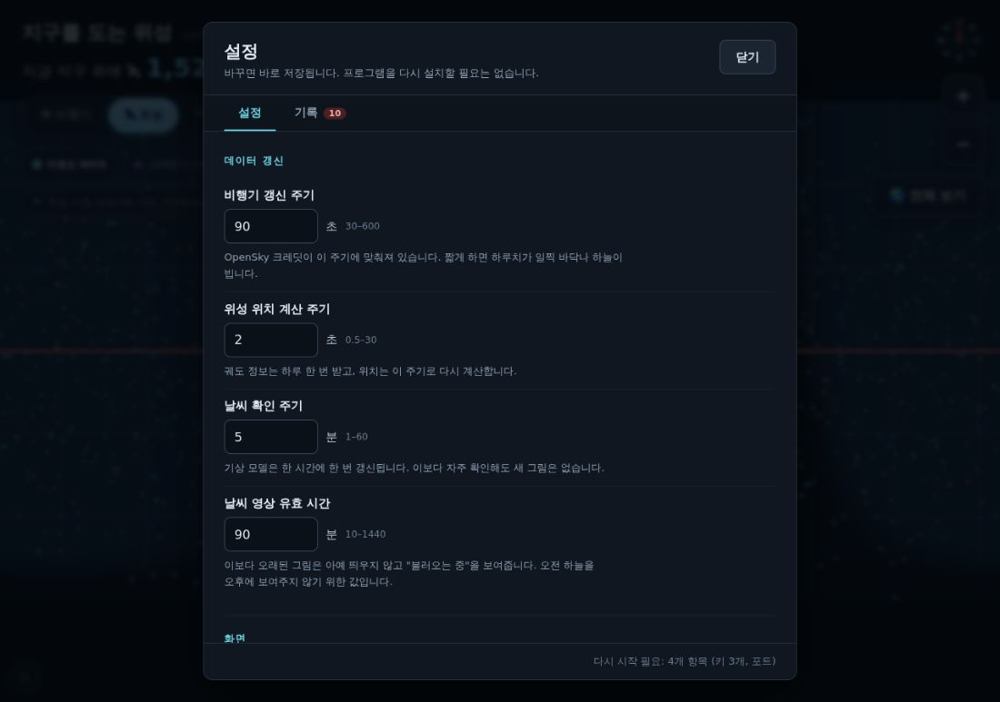 지구를 도는 위성
지금 지구 위에 🛰 1,52
설정
바꾸면 바로 저장됩니다. 프로그램을 다시 설치할 필요는 없습니다.
닫기
설정 기록 10
데이터 갱신
비행기 갱신 주기
90 초 30–600
OpenSky 크레딧이 이 주기에 맞춰져 있습니다. 짧게 하면 하루치가 일찍 바닥나 하늘이
빕니다.
위성 위치 계산 주기
2 초 0.5–30
궤도 정보는 하루 한 번 받고, 위치는 이 주기로 다시 계산합니다.
날씨 확인 주기
5 분 1–60
기상 모델은 한 시간에 한 번 갱신됩니다. 이보다 자주 확인해도 새 그림은 없습니다.
날씨 영상 유효 시간
90 분 10–1440
이보다 오래된 그림은 아예 띄우지 않고 "불러오는 중"을 보여줍니다. 오전 하늘을
오후에 보여주지 않기 위한 값입니다.
화면
다시 시작 필요: 4개 항목 (키 3개, 포트)
전체 보기